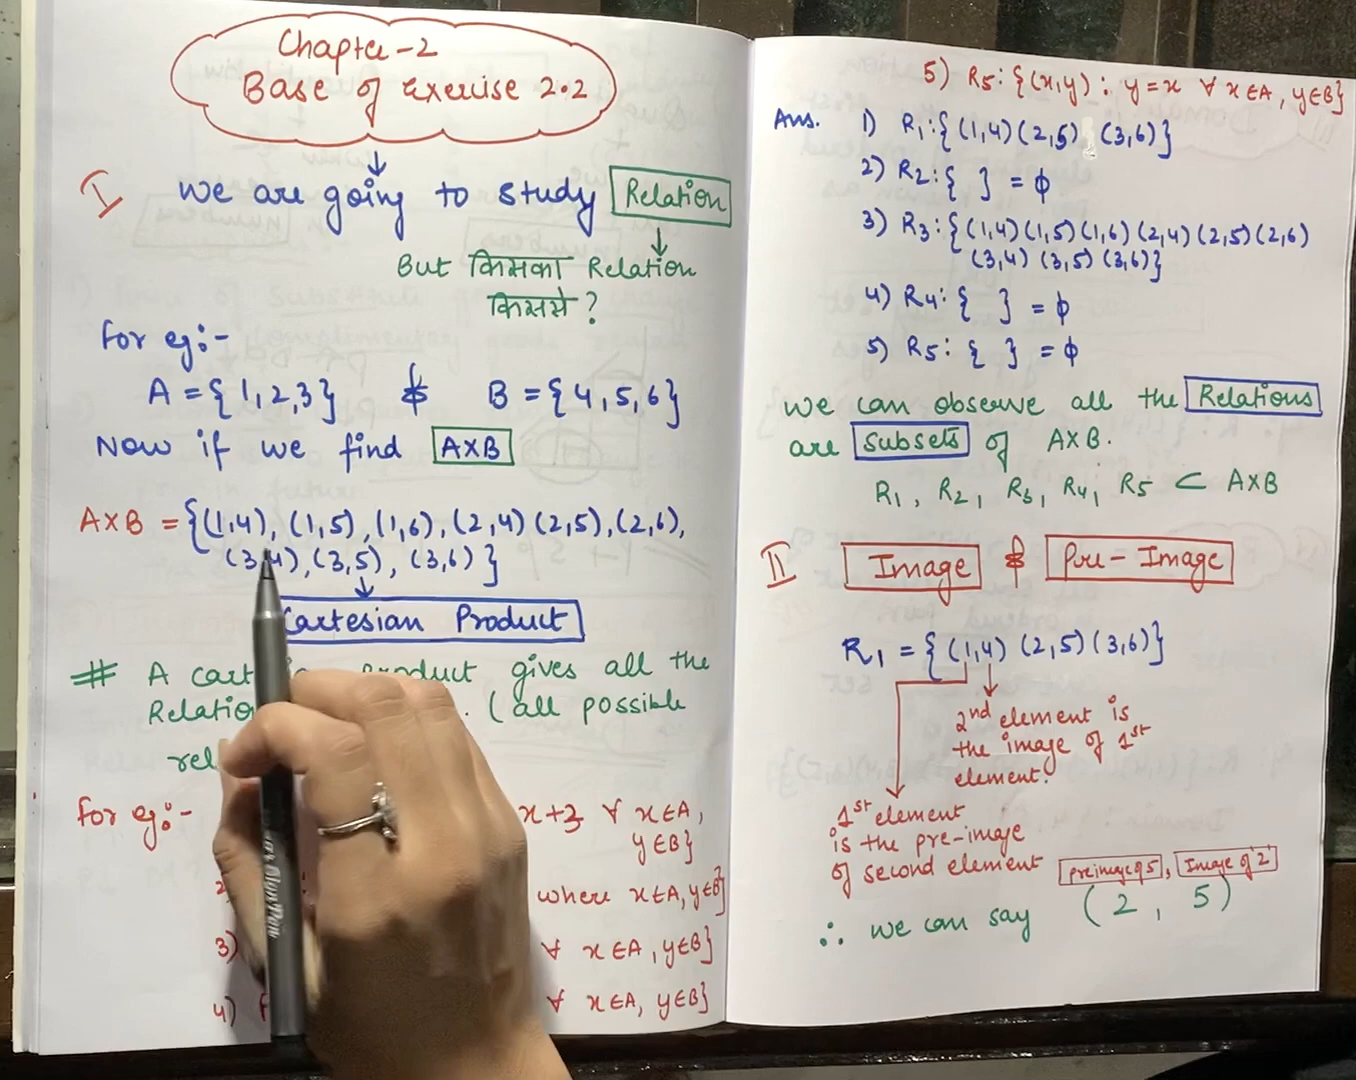 Chapter-2
Base of Exercise 2.2
I we are going to study Relation
But किसका Relation
किससे ?
for eg:-
A = {1,2,3} & B = {4,5,6}
Now if we find A×B
A×B = {(1,4), (1,5), (1,6), (2,4) (2,5), (2,6),
(3,4), (3,5), (3,6)}
Cartesian Product
# A product gives all the
(all possible
for eg:- x+3 ∀ x∈A,
y∈B}
where x∈A, y∈B}
3) ∀ x∈A, y∈B}
4) ∀ x∈A, y∈B}
5) R5: {(x,y) : y=x ∀ x∈A, y∈B}
Ans. 1) R1: {(1,4) (2,5) (3,6)}
2) R2: { } = ϕ
3) R3: {(1,4) (1,5) (1,6) (2,4) (2,5) (2,6)
(3,4) (3,5) (3,6)}
4) R4: { } = ϕ
5) R5: { } = ϕ
we can observe all the Relations
are subsets of A×B.
R1, R2, R3, R4, R5 ⊂ A×B
II Image & Pre-Image
R1 = {(1,4) (2,5) (3,6)}
2nd element is
the image of 1st
element.
1st element
is the pre-image
of second element
preimage of 5, Image of '2'
∴ we can say (2, 5)